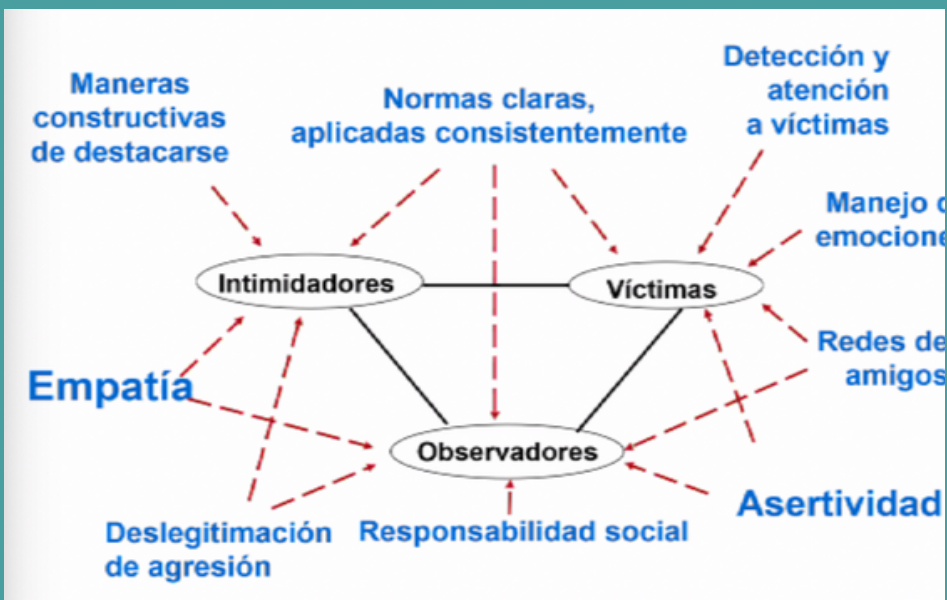 Maneras
constructivas
de destacarse
Normas claras,
aplicadas consistentemente
Detección y
atención
a víctimas
Manejo
Intimidadores
Víctimas
Empatía
Redes de
amigos
Observadores
Asertividad
Deslegitimación
de agresión
Responsabilidad social